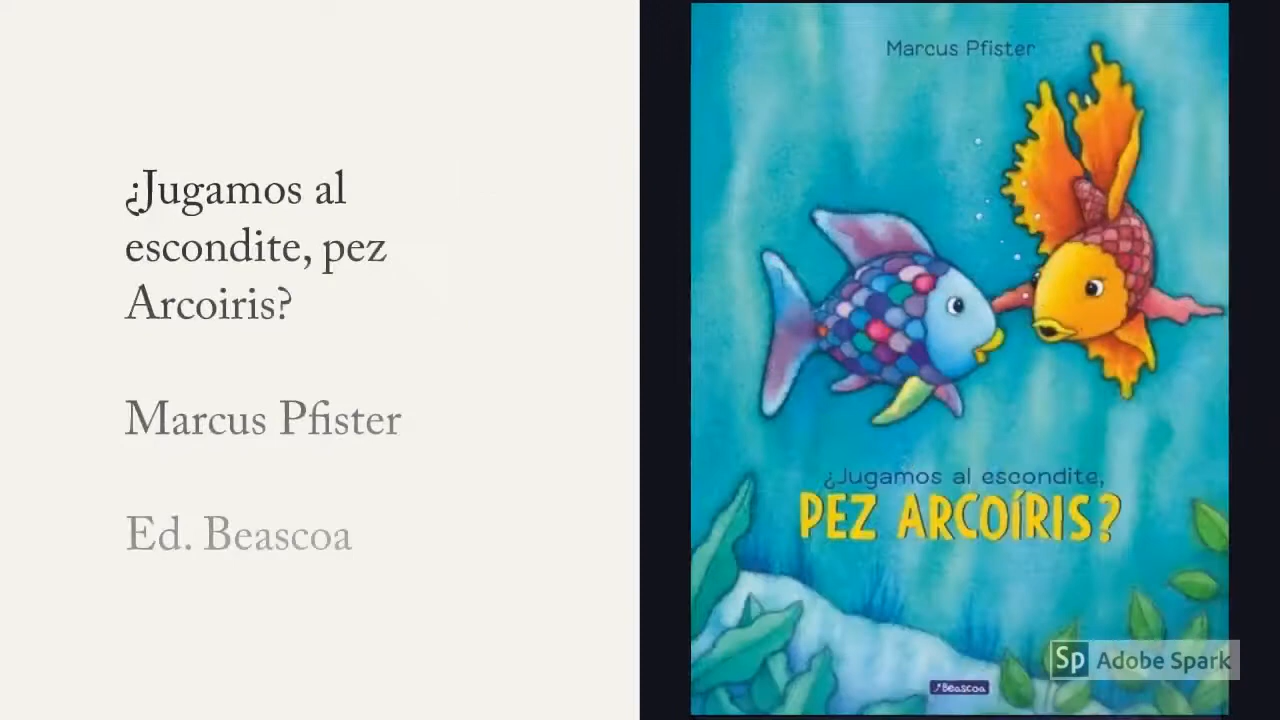 ¿Jugamos al
escondite, pez
Arcoiris?
Marcus Pfister
Ed. Beascoa
Marcus Pfister
¿Jugamos al escondite,
PEZ ARCOÍRIS?
Beascoa
Sp Adobe Spark